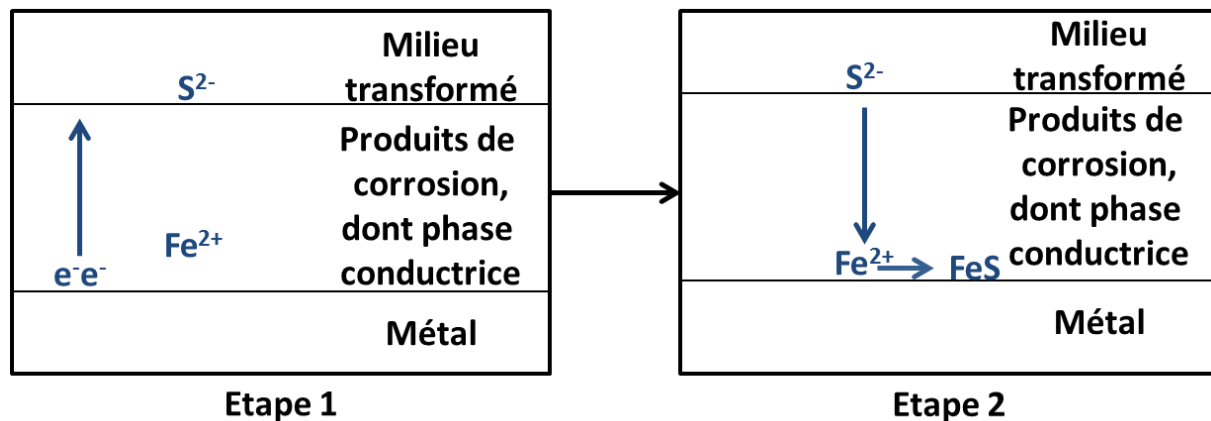 Milieu
transformé
S²⁻
Produits de
corrosion,
dont phase
conductrice
Fe²⁺
e⁻e⁻
Métal
Etape 1
Milieu
transformé
S²⁻
Produits de
corrosion,
dont phase
conductrice
Fe²⁺
FeS
Métal
Etape 2